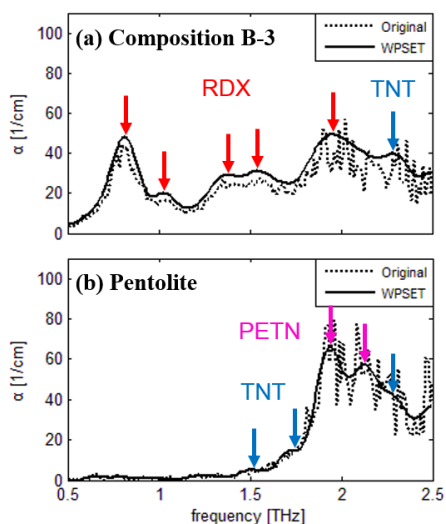 (a) Composition B-3
Original
WPSET
RDX
TNT
α [1/cm]
100
80
60
40
20
0
(b) Pentolite
Original
WPSET
PETN
TNT
α [1/cm]
100
80
60
40
20
0
0.5 1 1.5 2 2.5
frequency [THz]